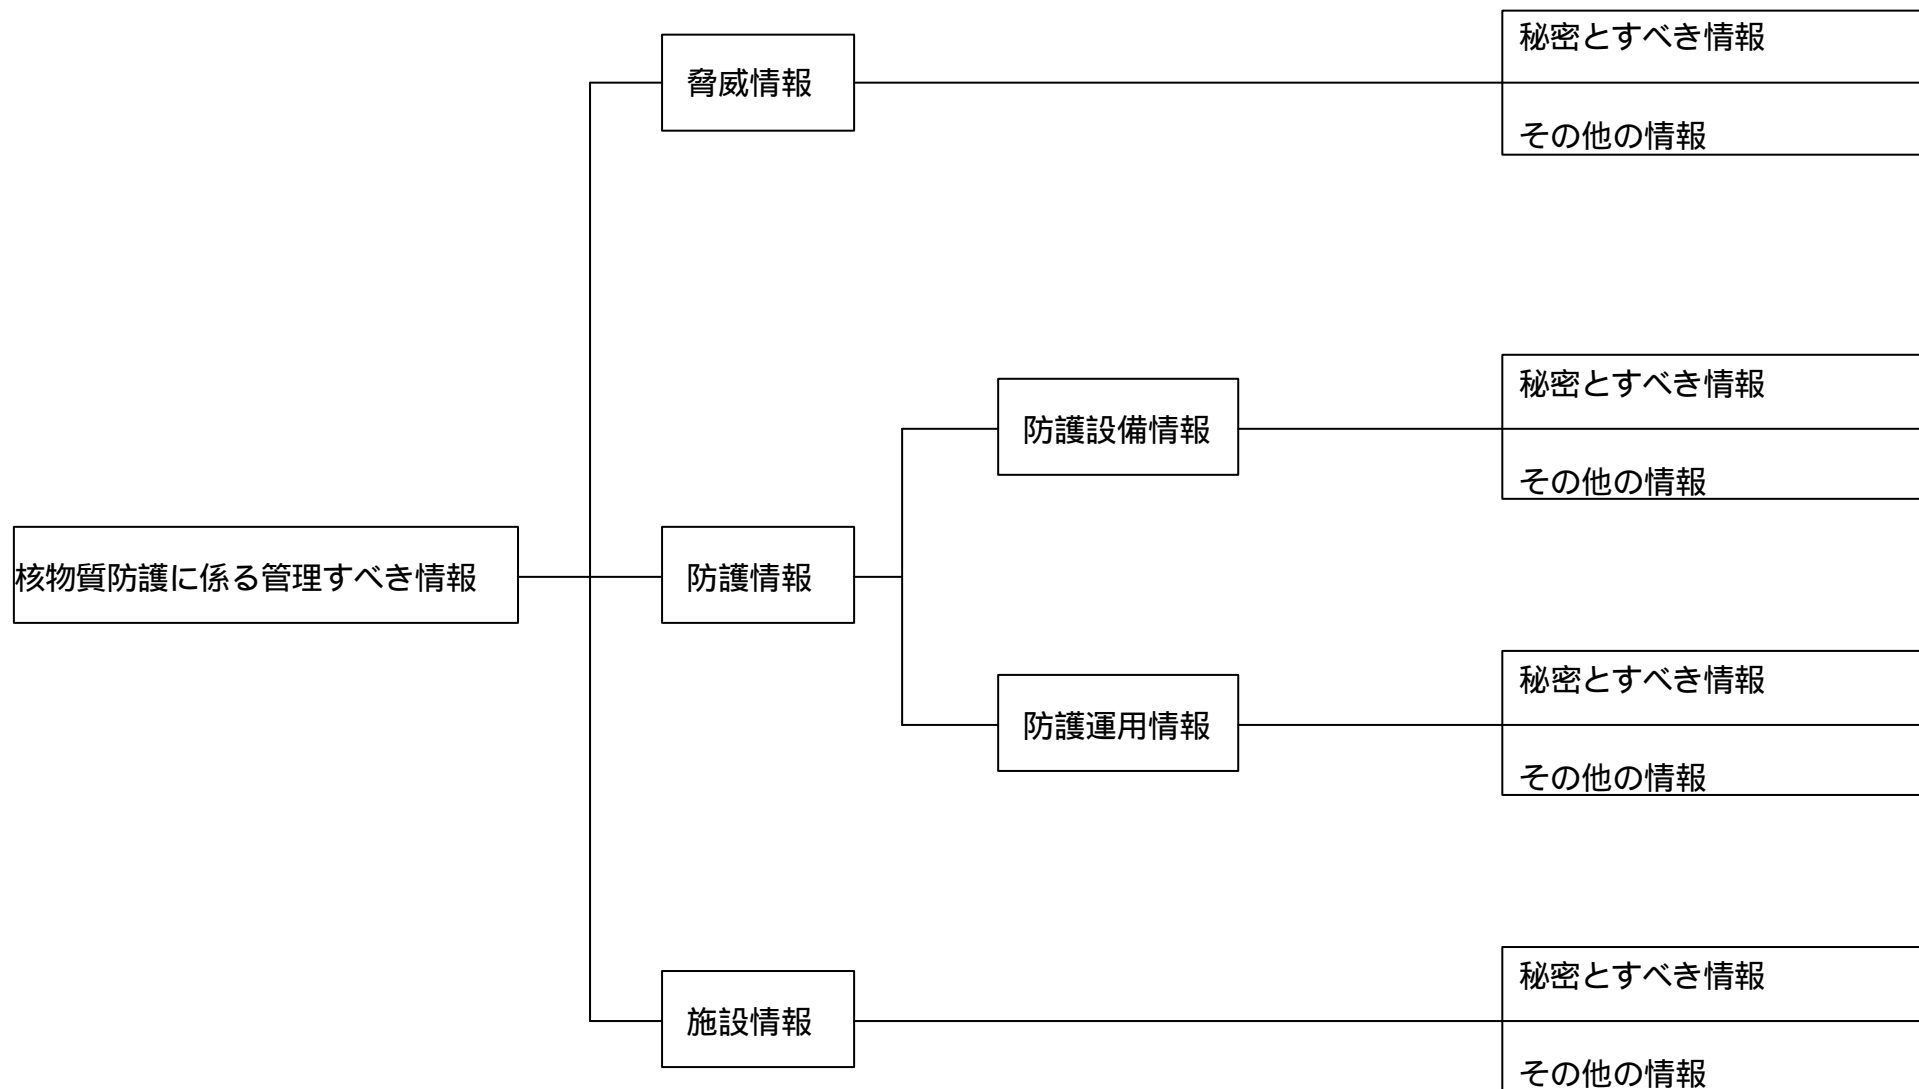 秘密とすべき情報
脅威情報
その他の情報
秘密とすべき情報
防護設備情報
その他の情報
核物質防護に係る管理すべき情報
防護情報
秘密とすべき情報
防護運用情報
その他の情報
秘密とすべき情報
施設情報
その他の情報